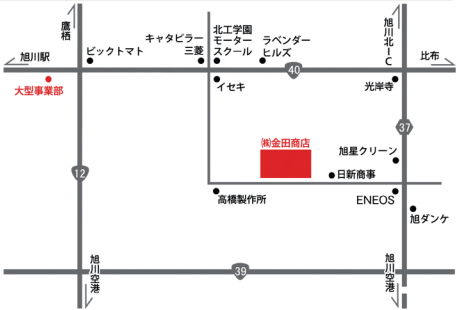 鷹栖
旭川駅
ビックトマト
キャタピラー
三菱
北工学園
モーター
スクール
ラベンダー
ヒルズ
旭川北IC
比布
大型事業部
イセキ
40
光岸寺
37
㈱金田商店
旭星クリーン
12
日新商事
高橋製作所
ENEOS
旭ダンケ
旭川空港
39
旭川空港